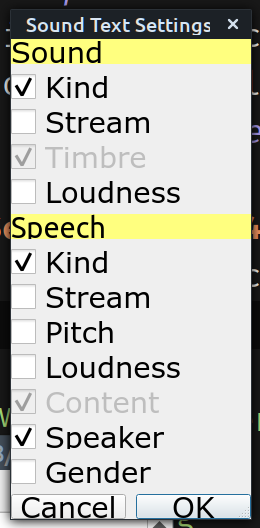 Sound Text Settings
Sound
Kind
Stream
Timbre
Loudness
Speech
Kind
Stream
Pitch
Loudness
Content
Speaker
Gender
Cancel OK